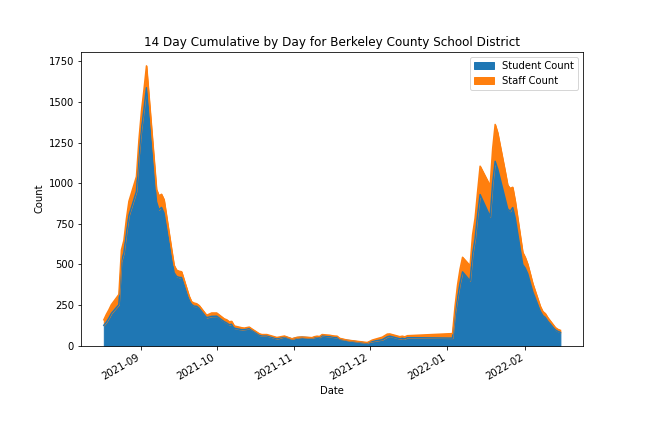 14 Day Cumulative by Day for Berkeley County School District
Student Count
Staff Count
1750
1500
1250
1000
750
500
250
0
Count
2021-09
2021-10
2021-11
2021-12
2022-01
2022-02
Date